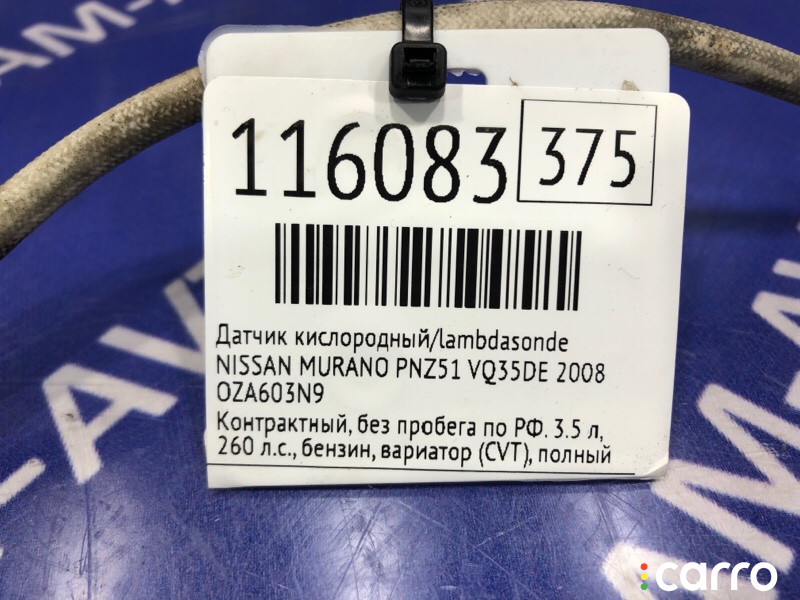 116083 375
Датчик кислородный/lambdasonde
NISSAN MURANO PNZ51 VQ35DE 2008
OZA603N9
Контрактный, без пробега по РФ. 3.5 л,
260 л.с., бензин, вариатор (CVT), полный
carro